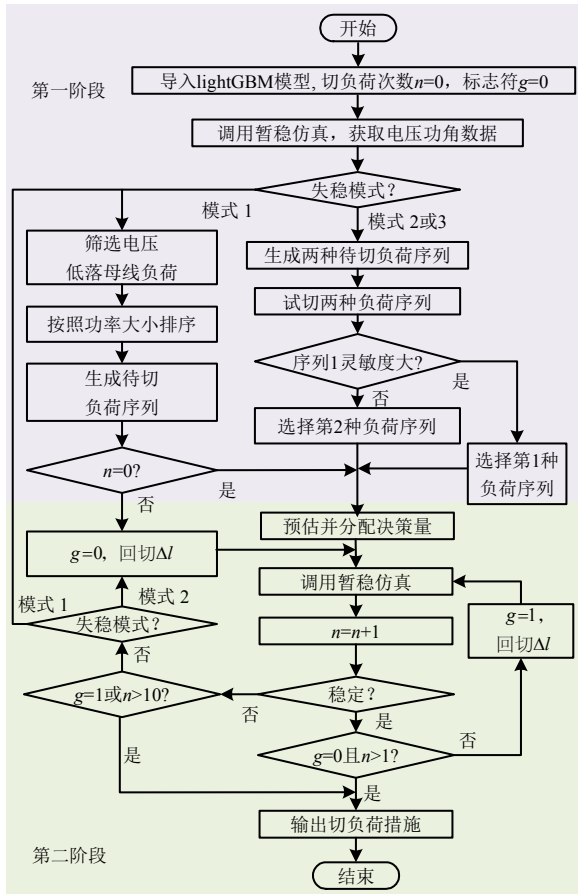 开始
第一阶段
导入lightGBM模型, 切负荷次数n=0，标志符g=0
调用暂稳仿真，获取电压功角数据
失稳模式?
模式 1
模式 2或3
筛选电压
低落母线负荷
生成两种待切负荷序列
按照功率大小排序
试切两种负荷序列
生成待切
负荷序列
序列1灵敏度大?
是
否
选择第2种负荷序列
选择第1种
负荷序列
n=0?
是
否
预估并分配决策量
g=0，回切Δl
调用暂稳仿真
模式 1
模式 2
失稳模式?
n=n+1
g=1,
回切Δl
否
g=1或n>10?
稳定?
否
是
是
g=0且n>1?
否
是
输出切负荷措施
第二阶段
结束